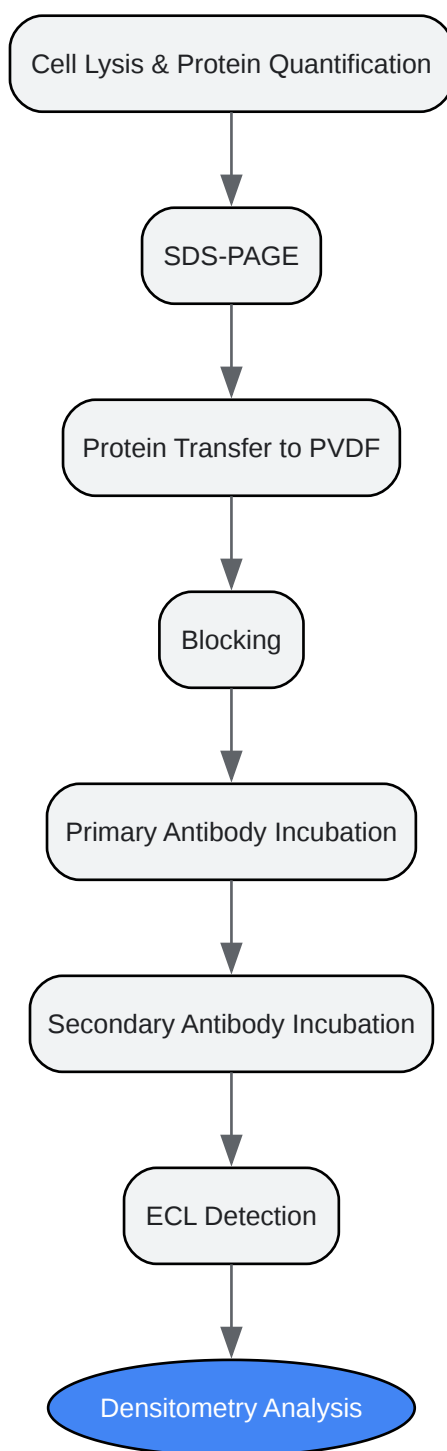 Cell Lysis & Protein Quantification
SDS-PAGE
Protein Transfer to PVDF
Blocking
Primary Antibody Incubation
Secondary Antibody Incubation
ECL Detection
Densitometry Analysis